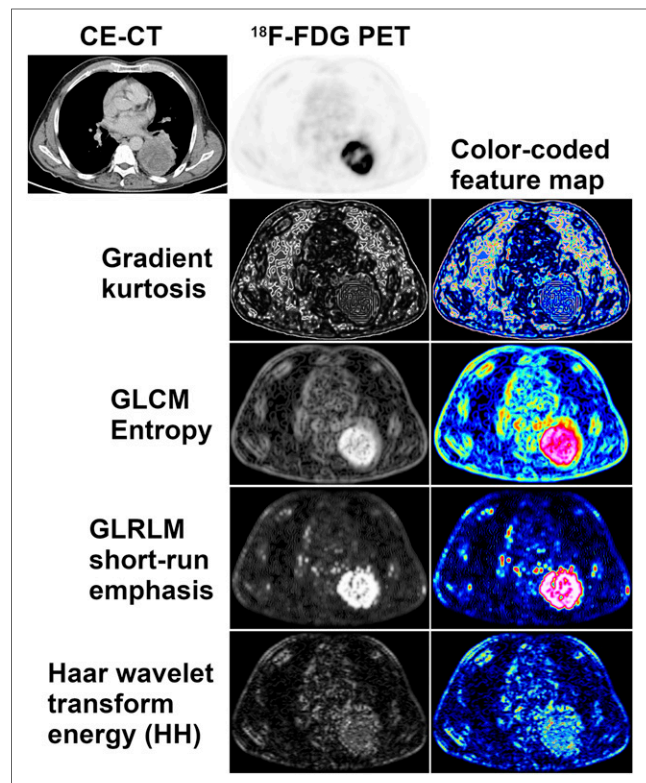 CE-CT
¹⁸F-FDG PET
Color-coded
feature map
Gradient
kurtosis
GLCM
Entropy
GLRLM
short-run
emphasis
Haar wavelet
transform
energy (HH)